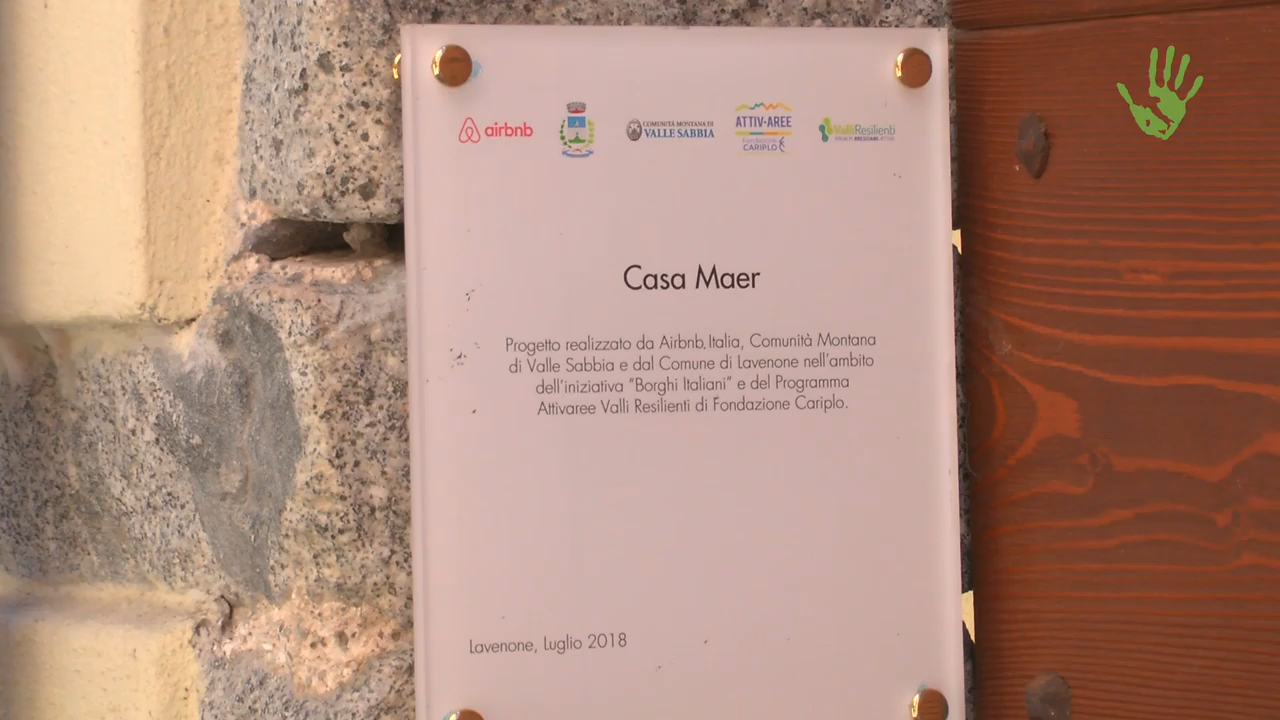 airbnb
COMUNITÀ MONTANA DI
VALLE SABBIA
ATTIV·AREE
Fondazione
CARIPLO
ValliResilienti
Casa Maer
Progetto realizzato da Airbnb Italia, Comunità Montana
di Valle Sabbia e dal Comune di Lavenone nell'ambito
dell'iniziativa "Borghi Italiani" e del Programma
Attivaree Valli Resilienti di Fondazione Cariplo.
Lavenone, Luglio 2018